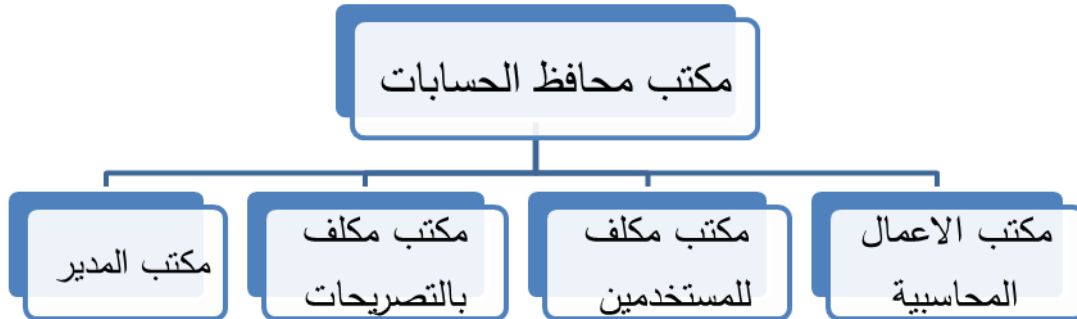 مكتب محافظ الحسابات
مكتب الاعمال
المحاسبية
مكتب مكلف
للمستخدمين
مكتب مكلف
بالتصريحات
مكتب المدير